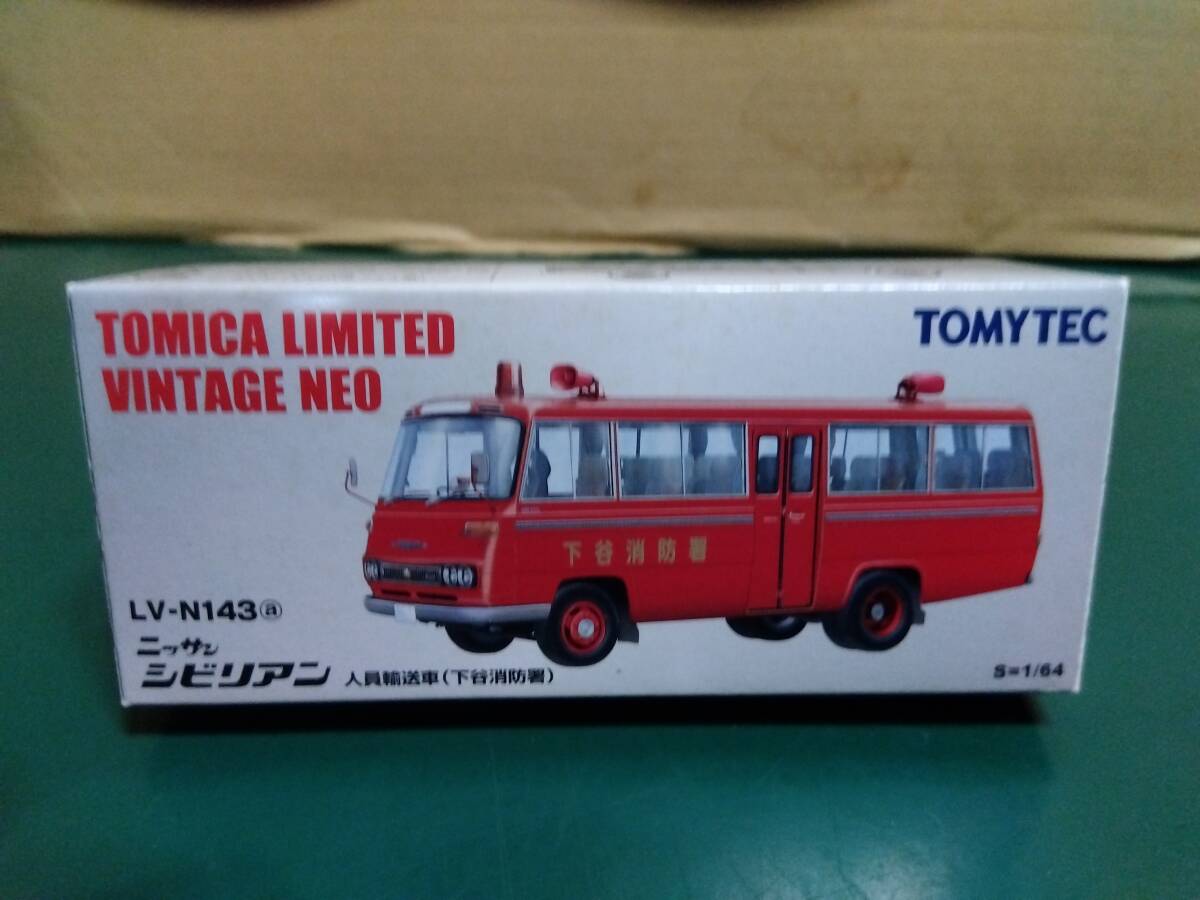 TOMICA LIMITED
VINTAGE NEO
TOMYTEC
下谷消防署
LV-N143ⓐ
ニッサン
シビリアン 人員輸送車(下谷消防署)
S=1/64